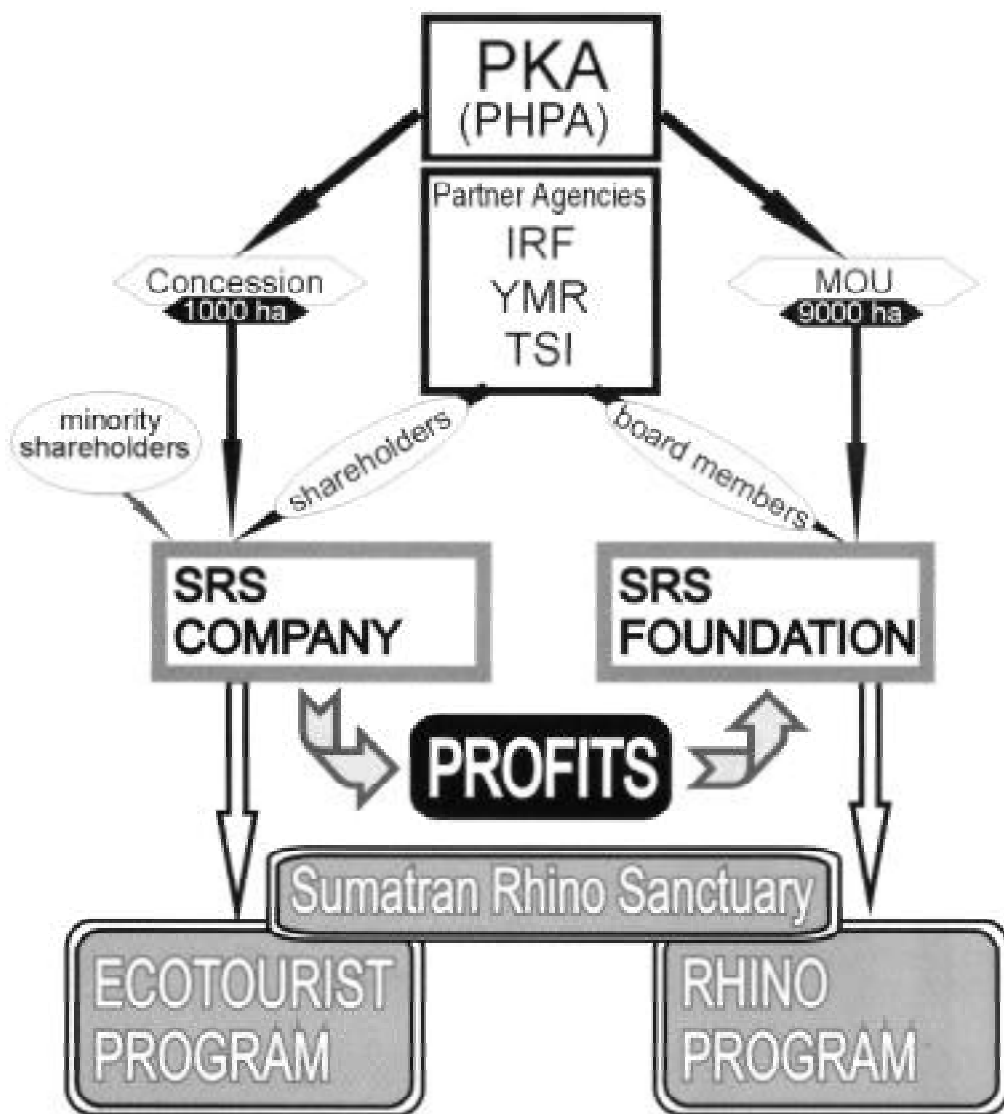 PKA
(PHPA)
Partner Agencies
IRF
YMR
TSI
Concession
1000 ha
MOU
9000 ha
minority
shareholders
shareholders
board members
SRS
COMPANY
SRS
FOUNDATION
PROFITS
Sumatran Rhino Sanctuary
ECOTOURIST
PROGRAM
RHINO
PROGRAM